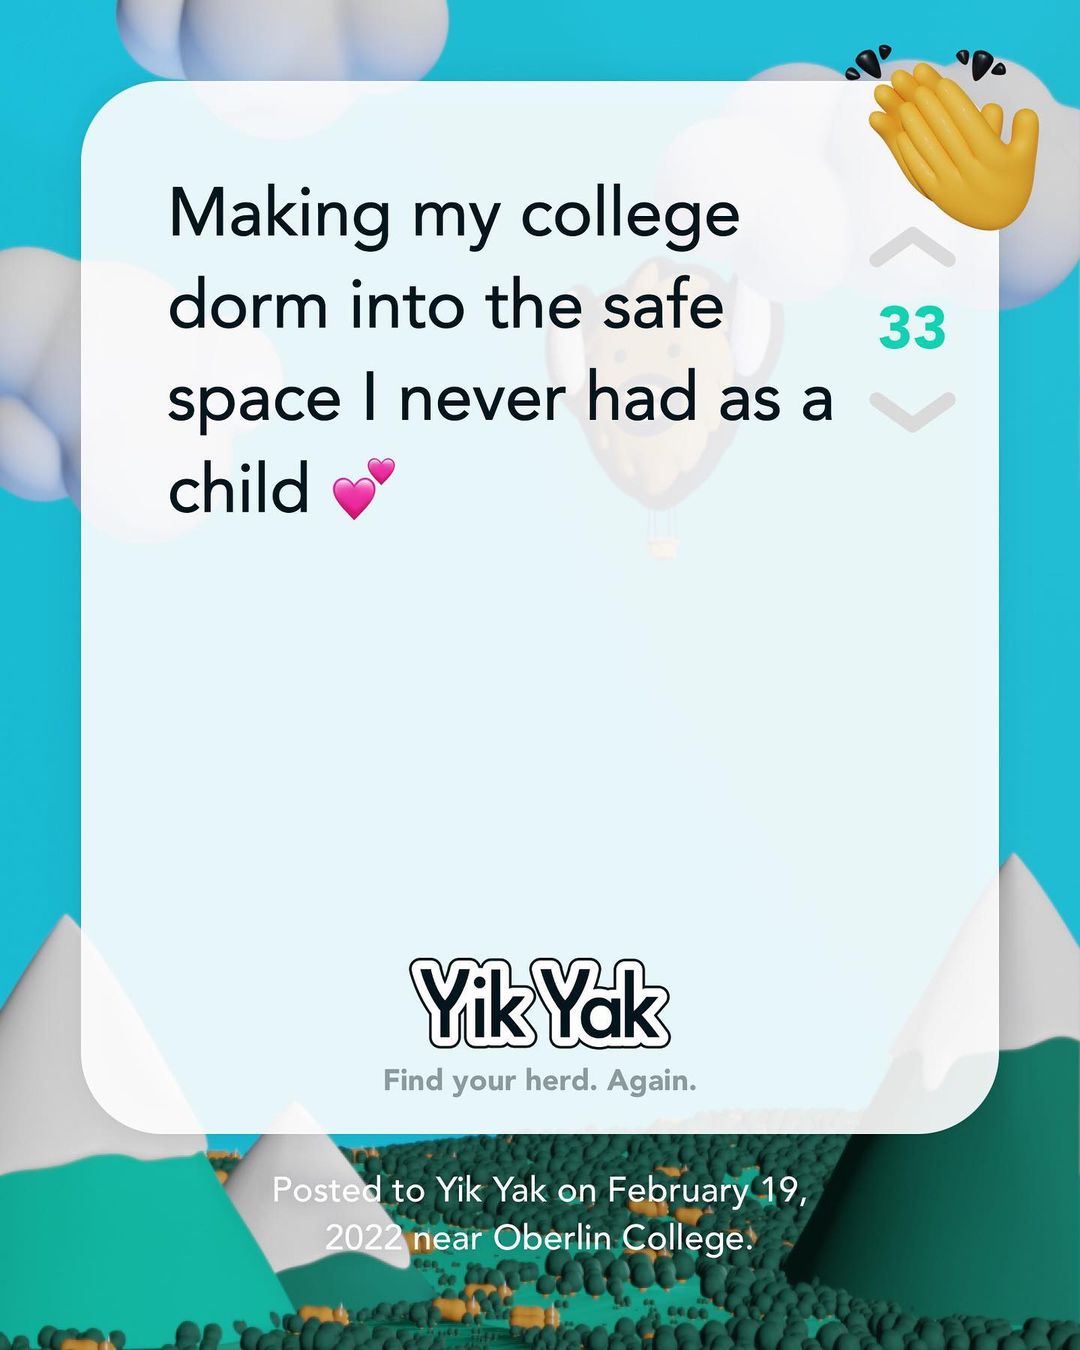 Making my college
dorm into the safe
space I never had as a
child 💕
33
Yik Yak
Find your herd. Again.
Posted to Yik Yak on February 19,
2022 near Oberlin College.